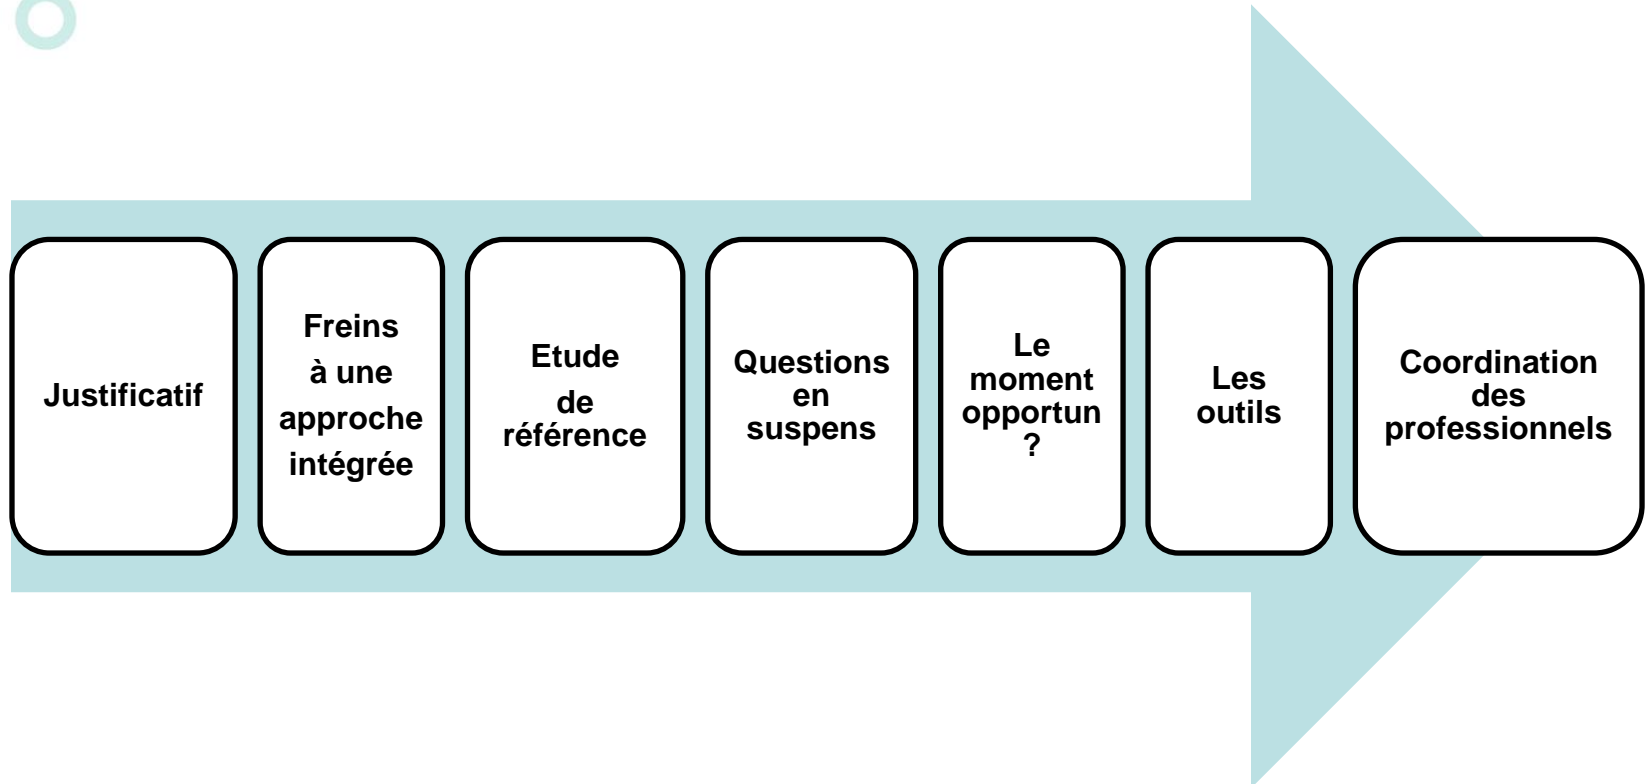 Justificatif
Freins
à une
approche
intégrée
Etude
de
référence
Questions
en
suspens
Le
moment
opportun
?
Les
outils
Coordination
des
professionnels